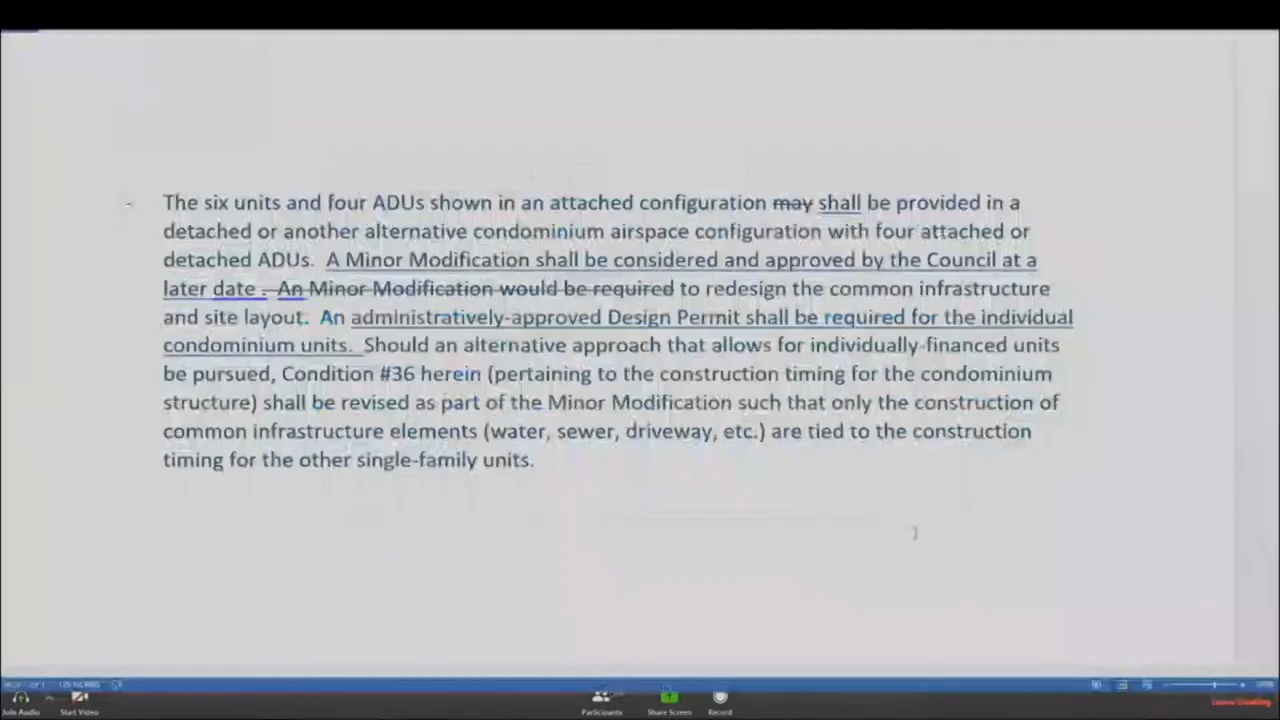 - The six units and four ADUs shown in an attached configuration may shall be provided in a
detached or another alternative condominium airspace configuration with four attached or
detached ADUs. A Minor Modification shall be considered and approved by the Council at a
later date . An Minor Modification would be required to redesign the common infrastructure
and site layout. An administratively-approved Design Permit shall be required for the individual
condominium units. Should an alternative approach that allows for individually-financed units
be pursued, Condition #36 herein (pertaining to the construction timing for the condominium
structure) shall be revised as part of the Minor Modification such that only the construction of
common infrastructure elements (water, sewer, driveway, etc.) are tied to the construction
timing for the other single-family units.
Join Audio Start Video Participants Share Screen Record Leave Meeting